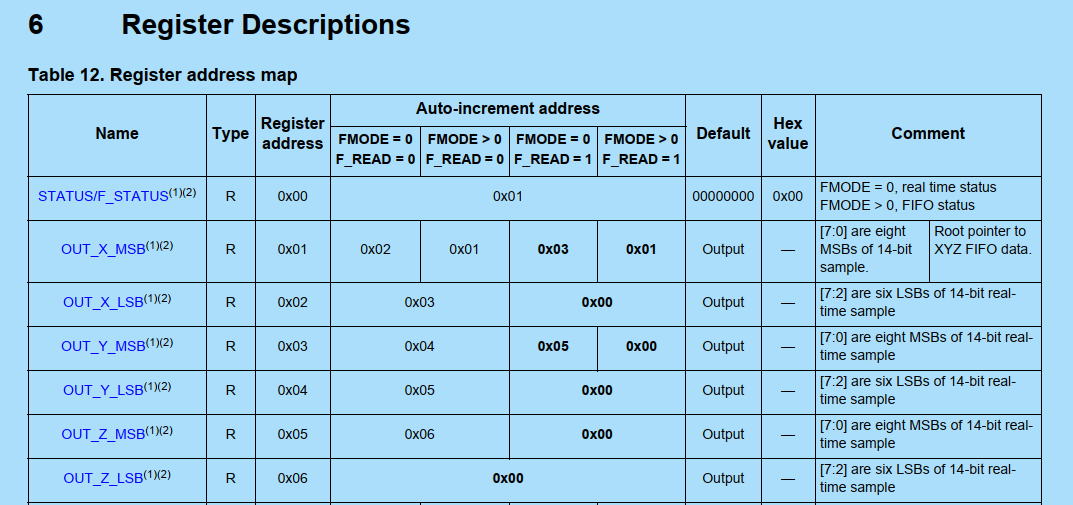 6 Register Descriptions
Table 12. Register address map
Name Type Register address Auto-increment address Default Hex value Comment
FMODE = 0 F_READ = 0 FMODE > 0 F_READ = 0 FMODE = 0 F_READ = 1 FMODE > 0 F_READ = 1
STATUS/F_STATUS(1)(2) R 0x00 0x01 00000000 0x00 FMODE = 0, real time status
FMODE > 0, FIFO status
OUT_X_MSB(1)(2) R 0x01 0x02 0x01 0x03 0x01 Output — [7:0] are eight MSBs of 14-bit sample. Root pointer to XYZ FIFO data.
OUT_X_LSB(1)(2) R 0x02 0x03 0x00 Output — [7:2] are six LSBs of 14-bit real-
time sample
OUT_Y_MSB(1)(2) R 0x03 0x04 0x05 0x00 Output — [7:0] are eight MSBs of 14-bit real-
time sample
OUT_Y_LSB(1)(2) R 0x04 0x05 0x00 Output — [7:2] are six LSBs of 14-bit real-
time sample
OUT_Z_MSB(1)(2) R 0x05 0x06 0x00 Output — [7:0] are eight MSBs of 14-bit real-
time sample
OUT_Z_LSB(1)(2) R 0x06 0x00 Output — [7:2] are six LSBs of 14-bit real-
time sample